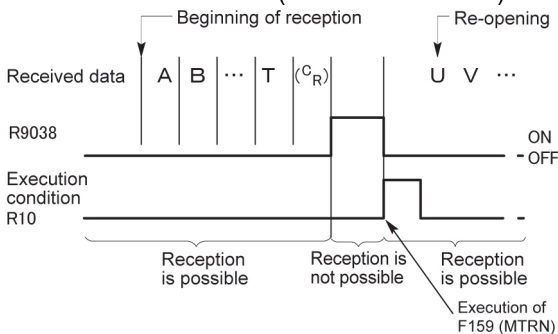 Beginning of reception
Re-opening
Received data A B ... T (CR) U V ...
R9038
ON
OFF
Execution
condition
R10
Reception
is possible
Reception is
not possible
Reception
is possible
Execution of
F159 (MTRN)